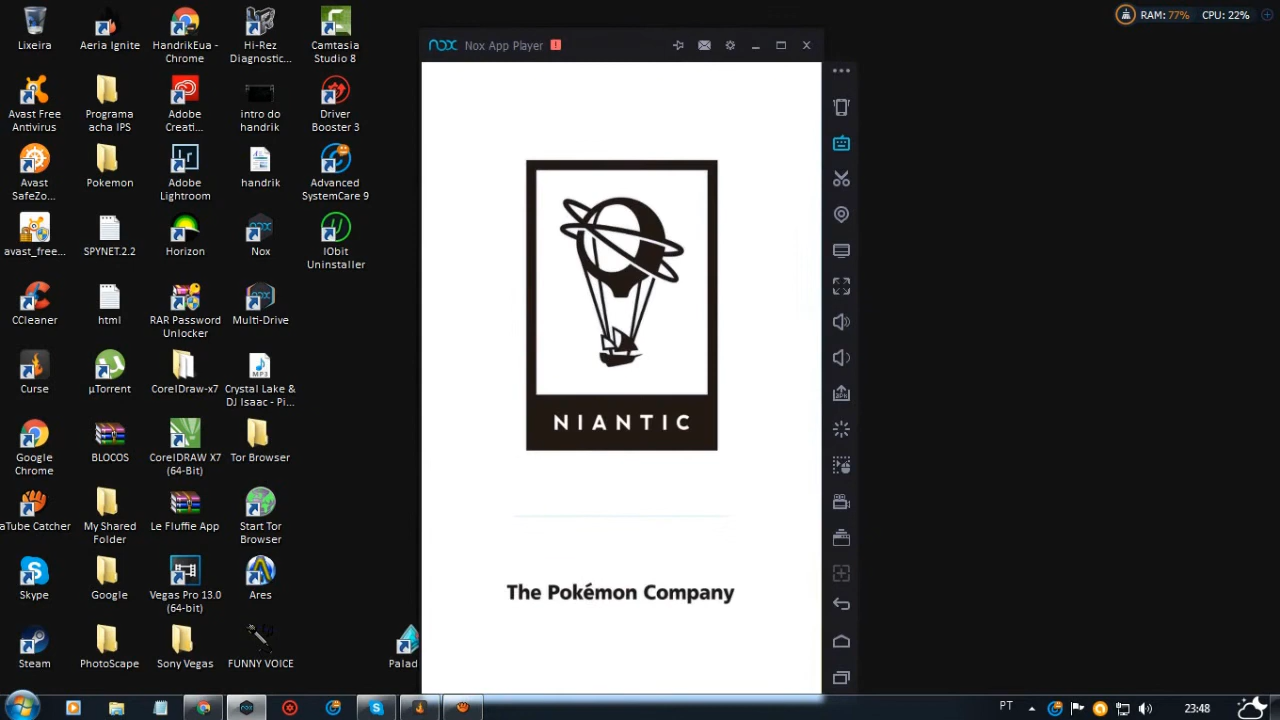 RAM: 77% CPU: 22%
nox Nox App Player
Lixeira
Aeria Ignite
HandrikEua -
Chrome
Hi-Rez
Diagnostic...
Camtasia
Studio 8
Avast Free
Antivirus
Programa
acha IPS
Adobe
Creati...
intro do
handrik
Driver
Booster 3
Avast
SafeZo...
Pokemon
Adobe
Lightroom
handrik
Advanced
SystemCare 9
avast_free...
SPYNET.2.2
Horizon
Nox
IObit
Uninstaller
CCleaner
html
RAR Password
Unlocker
Multi-Drive
Curse
µTorrent
CorelDraw-x7
Crystal Lake &
DJ Isaac - Pi...
Google
Chrome
BLOCOS
CorelDRAW X7
(64-Bit)
Tor Browser
aTube Catcher
My Shared
Folder
Le Fluffie App
Start Tor
Browser
Skype
Google
Vegas Pro 13.0
(64-bit)
Ares
Steam
PhotoScape
Sony Vegas
FUNNY VOICE
Palad
NIANTIC
The Pokémon Company
PT
23:48